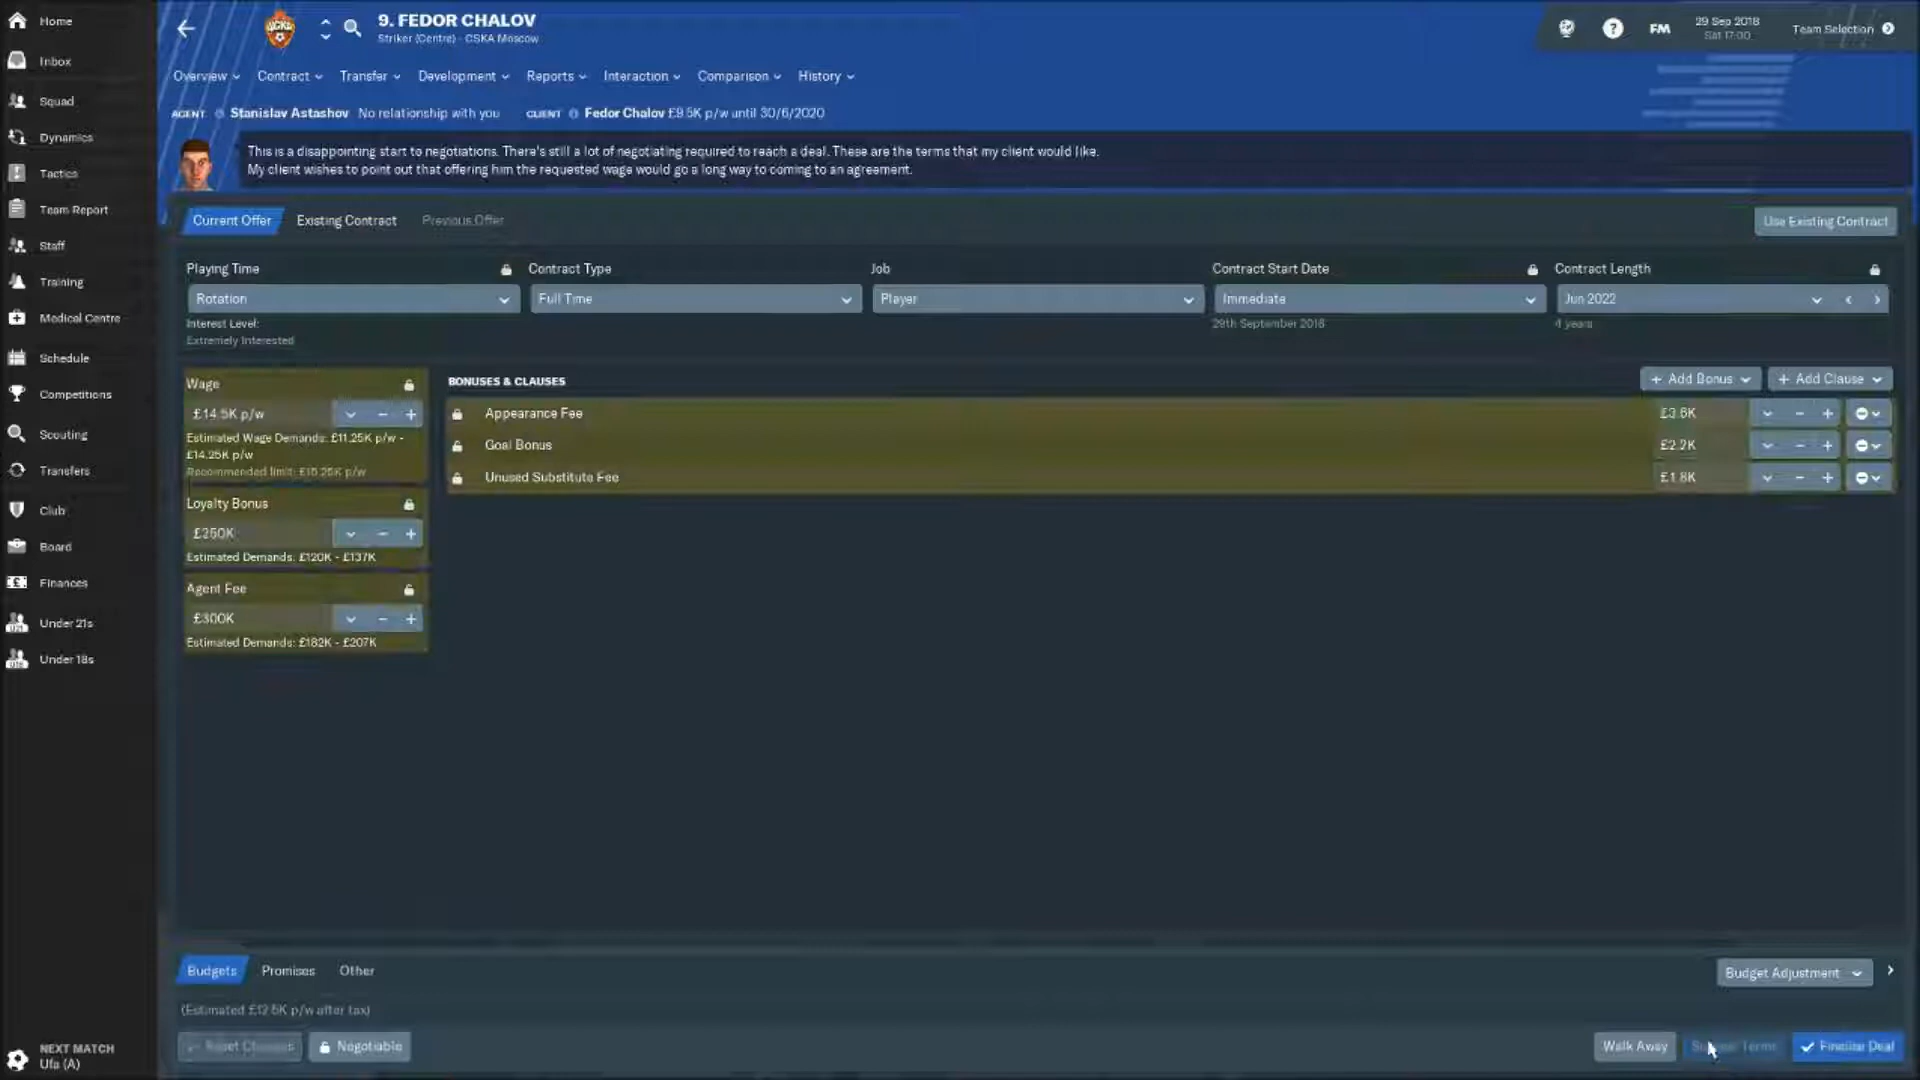 Home
9. FEDOR CHALOV
Striker (Centre) - CSKA Moscow
FM
29 Sep 2018
Sat 17:00
Team Selection
Inbox
Squad
Dynamics
Tactics
Team Report
Staff
Training
Medical Centre
Schedule
Competitions
Scouting
Transfers
Club
Board
Finances
Under 21s
Under 18s
NEXT MATCH
Ufa (A)
Overview
Contract
Transfer
Development
Reports
Interaction
Comparison
History
AGENT Stanislav Astashov No relationship with you CLIENT Fedor Chalov £9.5K p/w until 30/6/2020
This is a disappointing start to negotiations. There's still a lot of negotiating required to reach a deal. These are the terms that my client would like.
My client wishes to point out that offering him the requested wage would go a long way to coming to an agreement.
Current Offer
Existing Contract
Previous Offer
Use Existing Contract
Playing Time
Contract Type
Job
Contract Start Date
Contract Length
Rotation
Full Time
Player
Immediate
Jun 2022
Interest Level:
Extremely Interested
29th September 2018
4 years
Wage
£14.5K p/w
Estimated Wage Demands: £11.25K p/w -
£14.25K p/w
Recommended limit: £15.25K p/w
Loyalty Bonus
£250K
Estimated Demands: £120K - £137K
Agent Fee
£300K
Estimated Demands: £182K - £207K
BONUSES & CLAUSES
+ Add Bonus
+ Add Clause
Appearance Fee
£3.6K
Goal Bonus
£2.2K
Unused Substitute Fee
£1.8K
Budgets
Promises
Other
Budget Adjustment
(Estimated £12.5K p/w after tax)
Negotiable
Walk Away
Terms
Finalise Deal